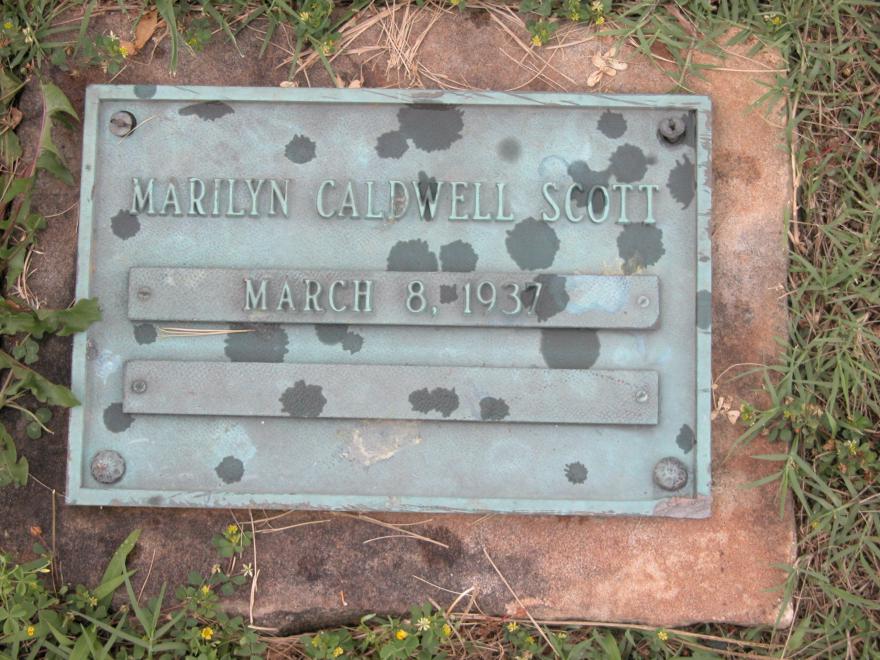 MARILYN CALDWELL SCOTT
MARCH 8, 1937